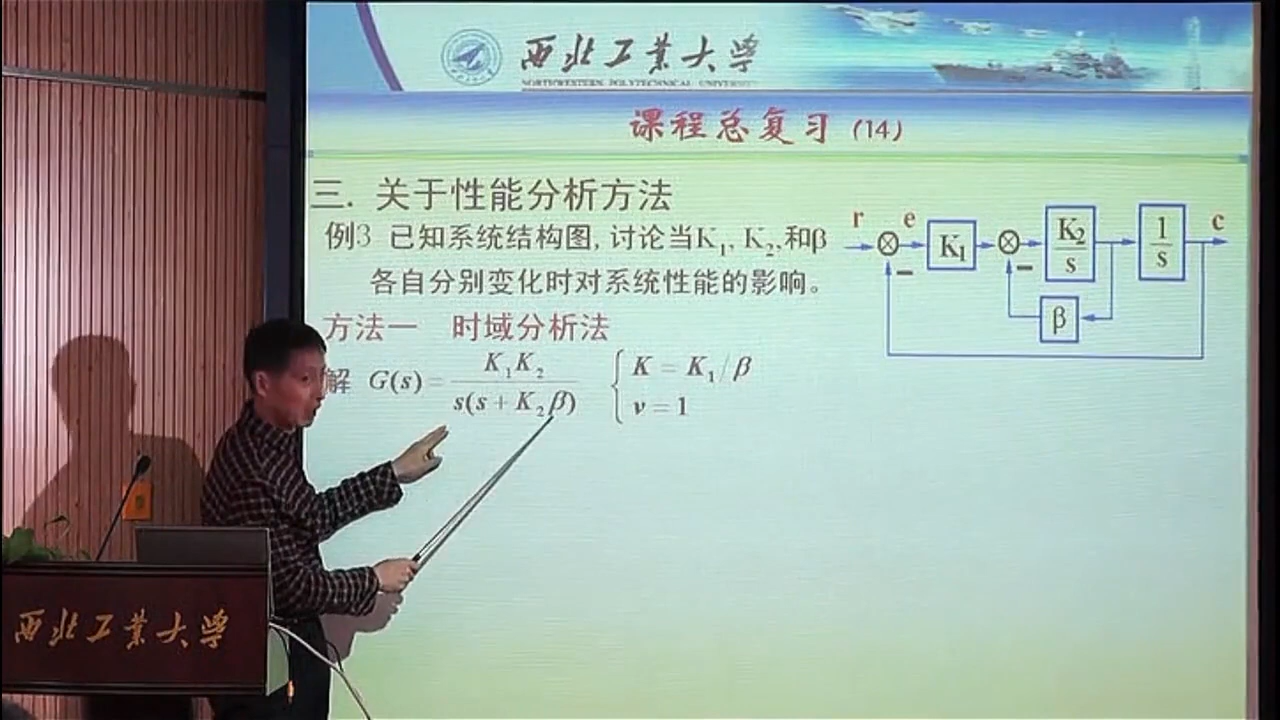 西北工业大学
NORTHWESTERN POLYTECHNICAL UNIVERSITY
课程总复习 (14)
三. 关于性能分析方法
例3 已知系统结构图, 讨论当K₁, K₂, 和β
各自分别变化时对系统性能的影响。
r e K₁ K₂/s 1/s c
− −
β
方法一 时域分析法
解 G(s) = K₁K₂ / s(s + K₂β) { K = K₁/β
v = 1
西北工业大学